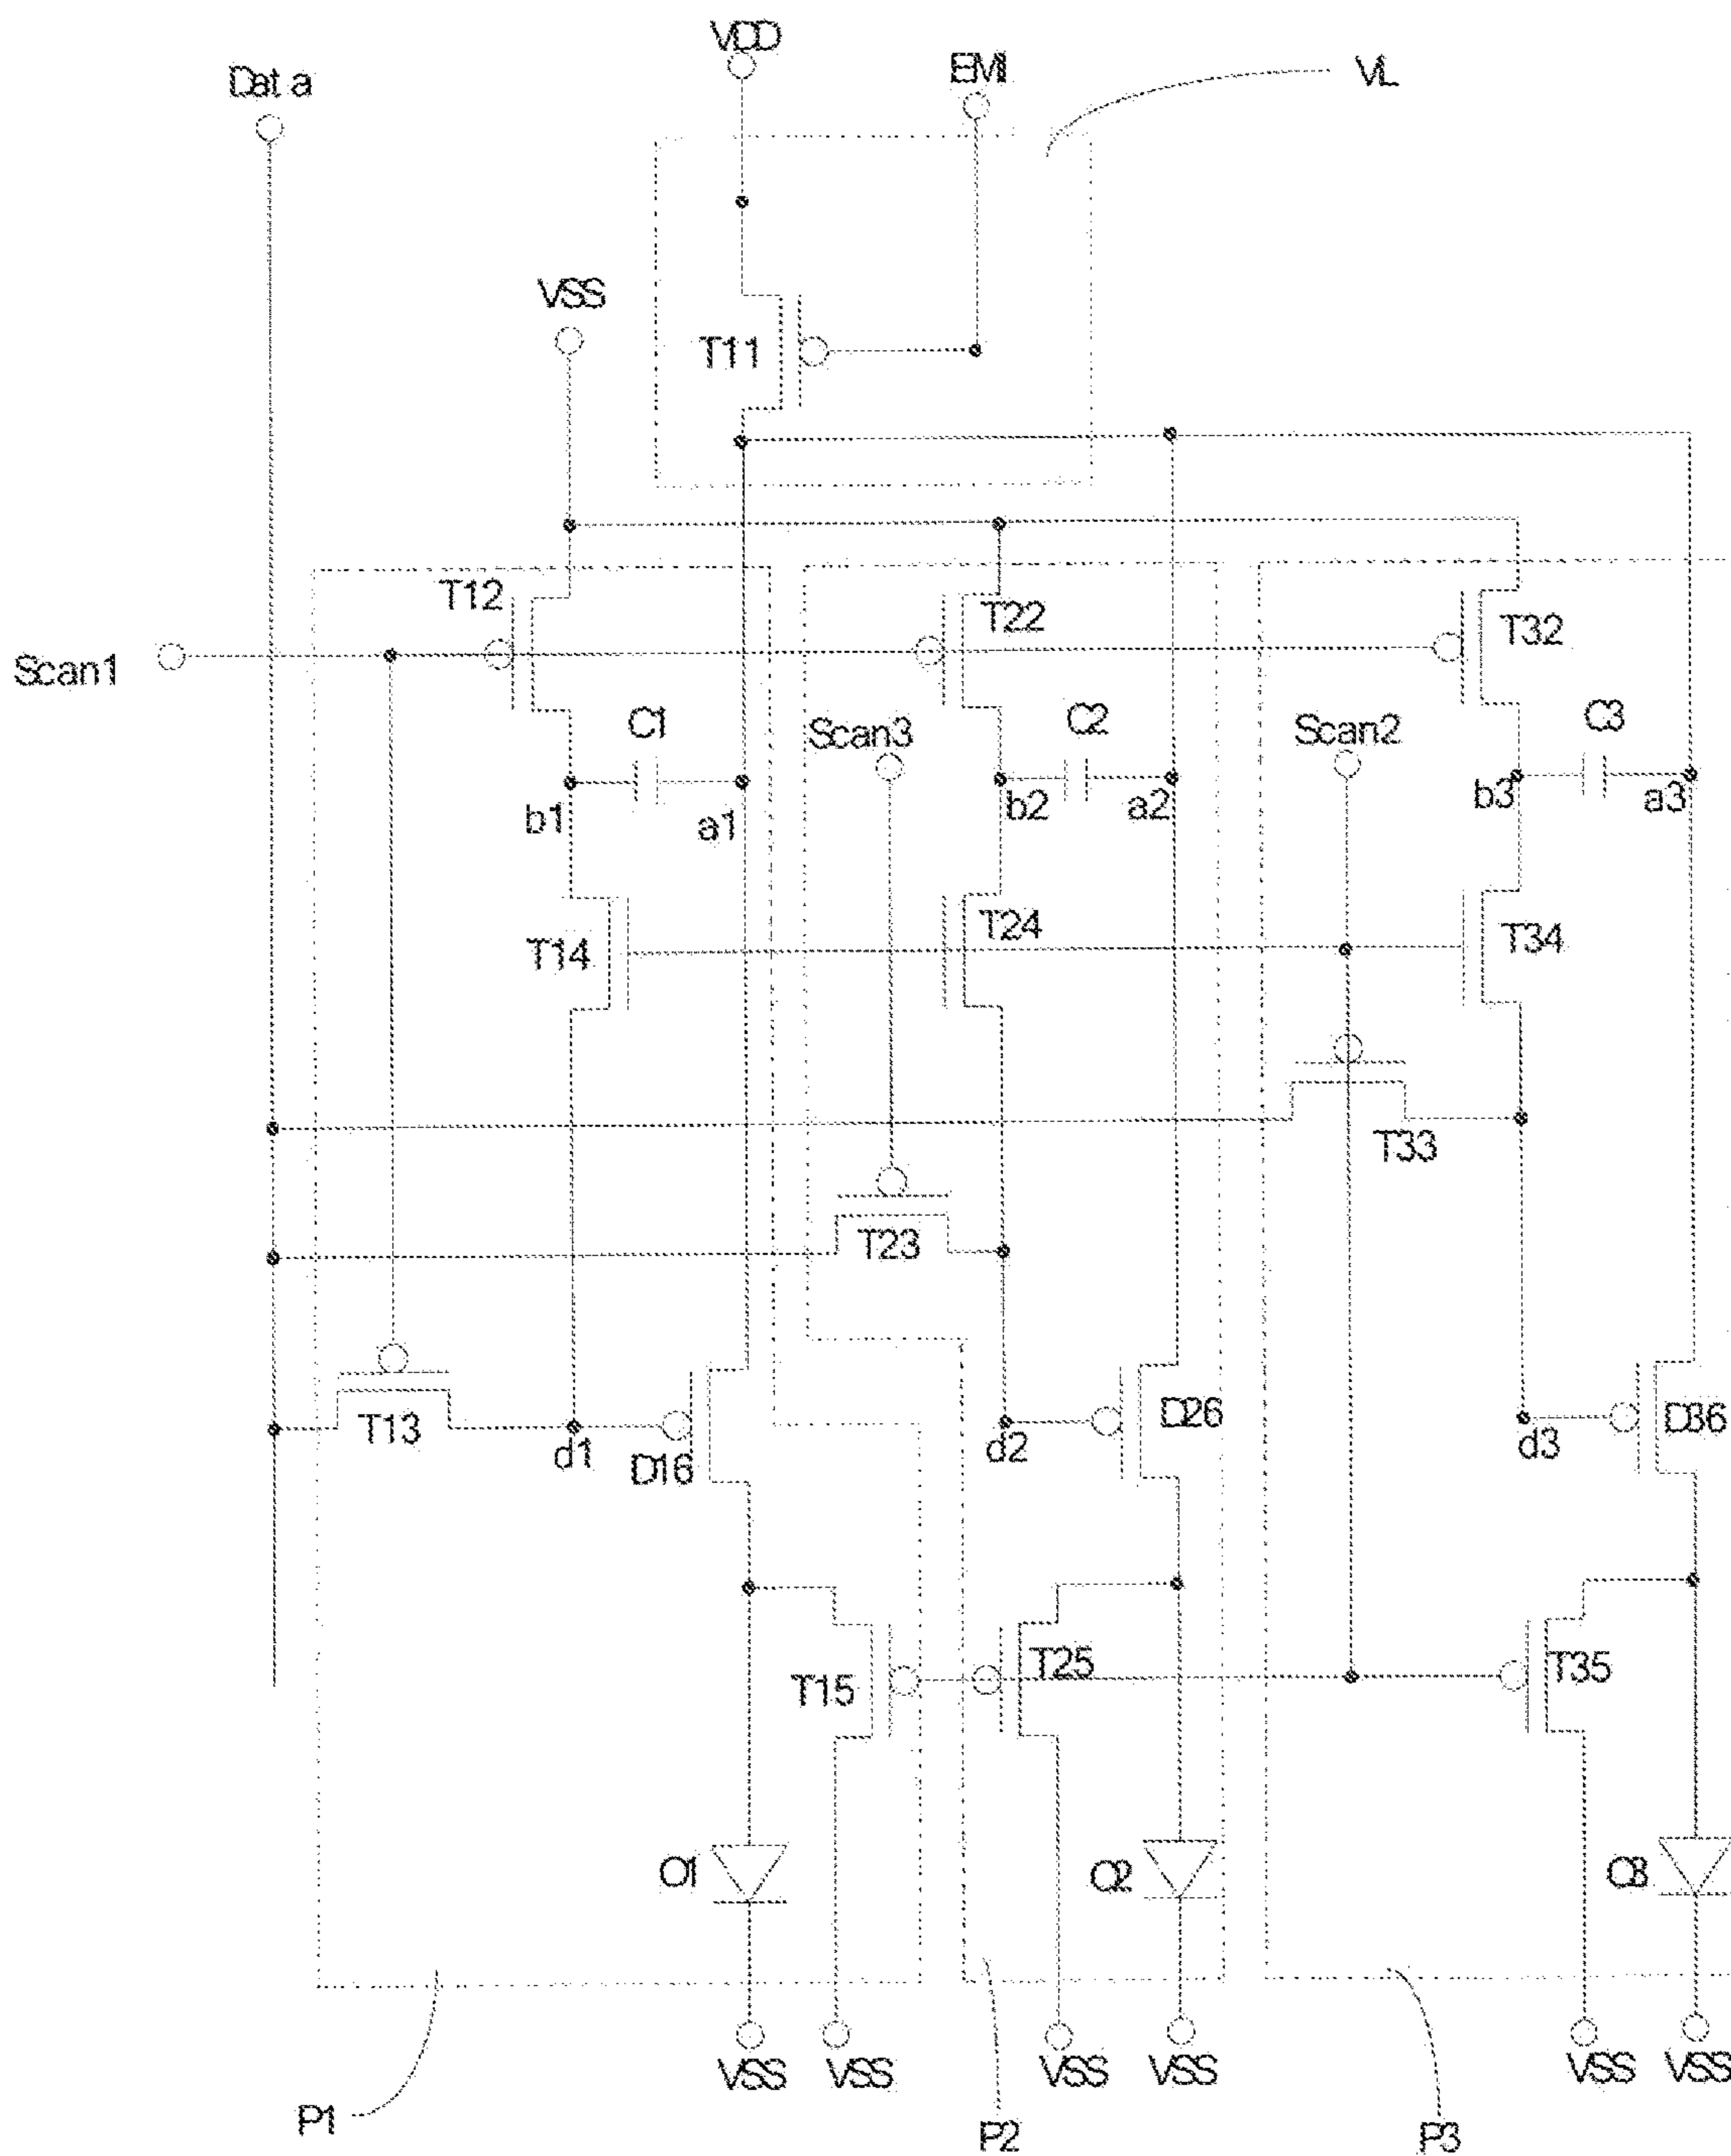 VDD
EMI
VL
Data
VSS
T11
T12
T22
T32
Scan1
C1
Scan3
C2
Scan2
C3
b1
a1
b2
a2
b3
a3
T14
T24
T34
T33
T23
T13
d1
D16
d2
D26
d3
D36
T15
T25
T35
O1
O2
O3
VSS
VSS
VSS
VSS
VSS
VSS
P1
P2
P3